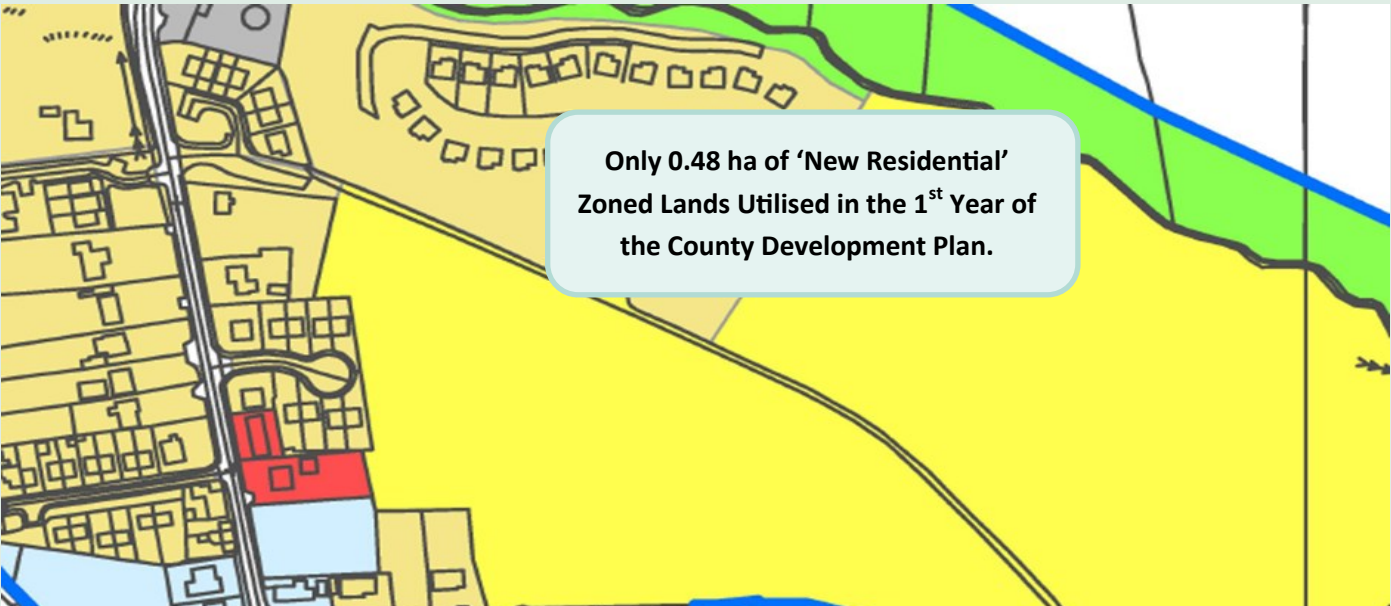 Only 0.48 ha of ‘New Residential’
Zoned Lands Utilised in the 1st Year of
the County Development Plan.